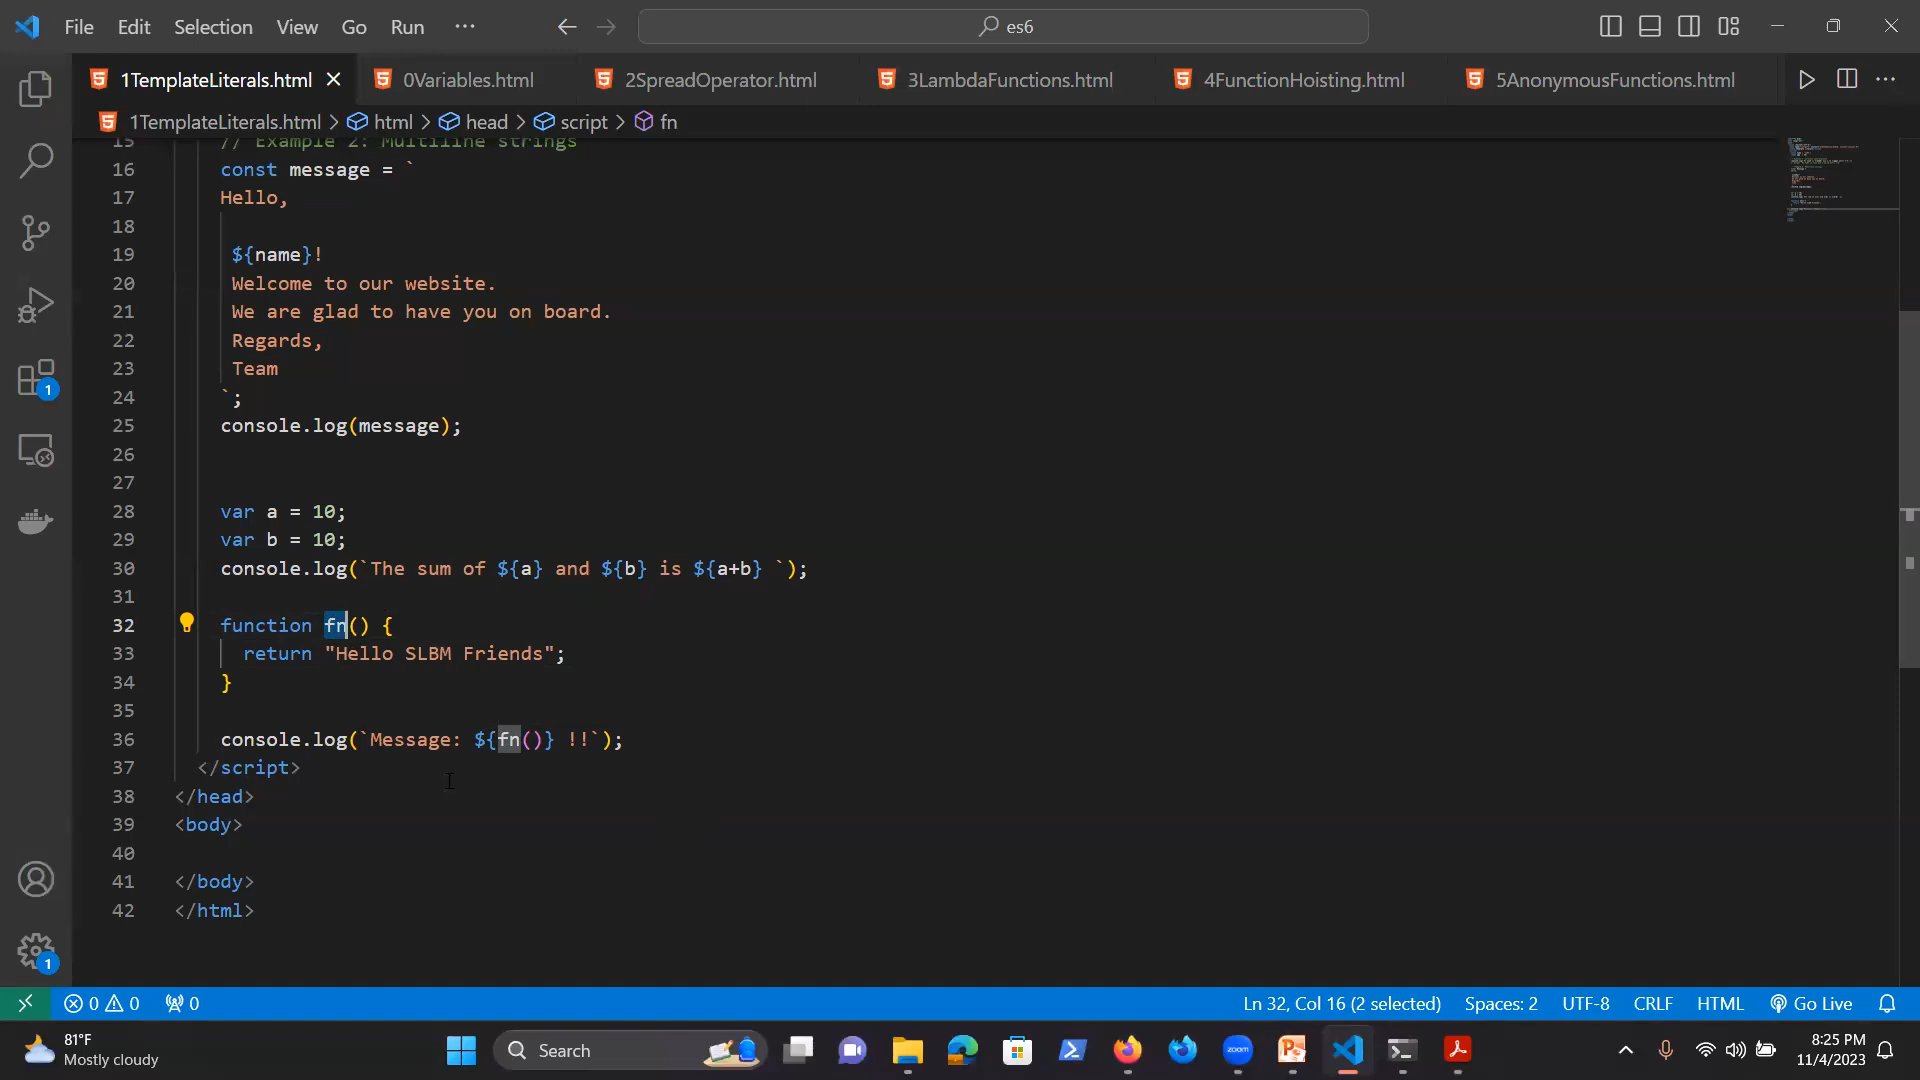 File Edit Selection View Go Run ··· es6
1TemplateLiterals.html 0Variables.html 2SpreadOperator.html 3LambdaFunctions.html 4FunctionHoisting.html 5AnonymousFunctions.html
1TemplateLiterals.html > html > head > script > fn
15 // Example 2: Multiline strings
16 const message = `
17 Hello,
18
19 ${name}!
20 Welcome to our website.
21 We are glad to have you on board.
22 Regards,
23 Team
24 `;
25 console.log(message);
26
27
28 var a = 10;
29 var b = 10;
30 console.log(`The sum of ${a} and ${b} is ${a+b} `);
31
32 function fn() {
33 return "Hello SLBM Friends";
34 }
35
36 console.log(`Message: ${fn()} !!`);
37 </script>
38 </head>
39 <body>
40
41 </body>
42 </html>
1
1
0 0 0 Ln 32, Col 16 (2 selected) Spaces: 2 UTF-8 CRLF HTML Go Live
81°F
Mostly cloudy
Search
zoom
8:25 PM
11/4/2023